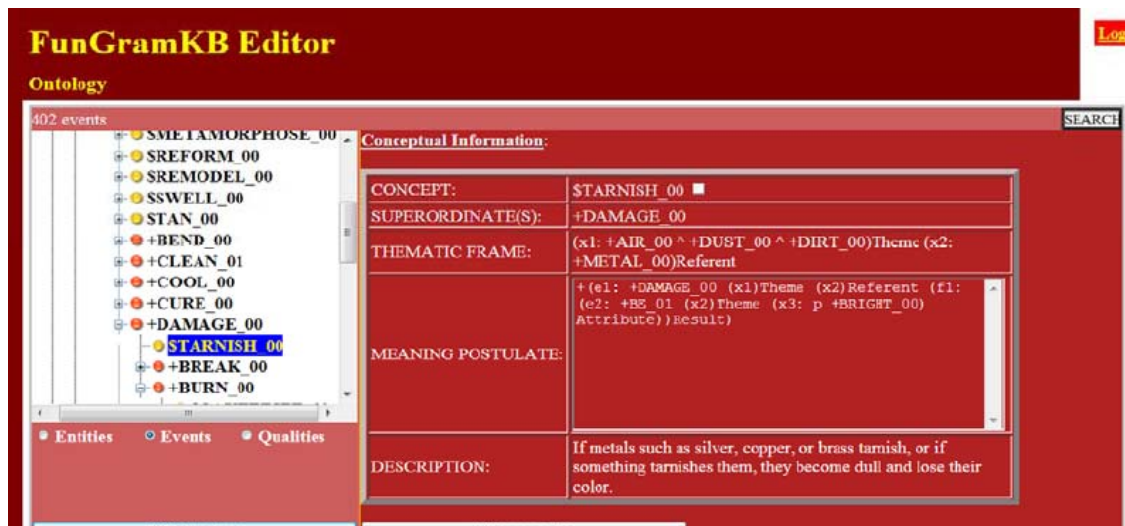 FunGramKB Editor
Log
Ontology
402 events
SEARCH
$METAMORPHOSE_00
$REFORM_00
$REMODEL_00
$SWELL_00
$TAN_00
+BEND_00
+CLEAN_01
+COOL_00
+CURE_00
+DAMAGE_00
$TARNISH_00
+BREAK_00
+BURN_00
Entities Events Qualities
Conceptual Information:
CONCEPT: $TARNISH_00
SUPERORDINATE(S): +DAMAGE_00
THEMATIC FRAME:
(x1: +AIR_00 ^ +DUST_00 ^ +DIRT_00)Theme (x2:
+METAL_00)Referent
MEANING POSTULATE:
+(e1: +DAMAGE_00 (x1)Theme (x2)Referent (f1:
(e2: +BE_01 (x2)Theme (x3: p +BRIGHT_00)
Attribute))Result)
DESCRIPTION:
If metals such as silver, copper, or brass tarnish, or if
something tarnishes them, they become dull and lose their
color.